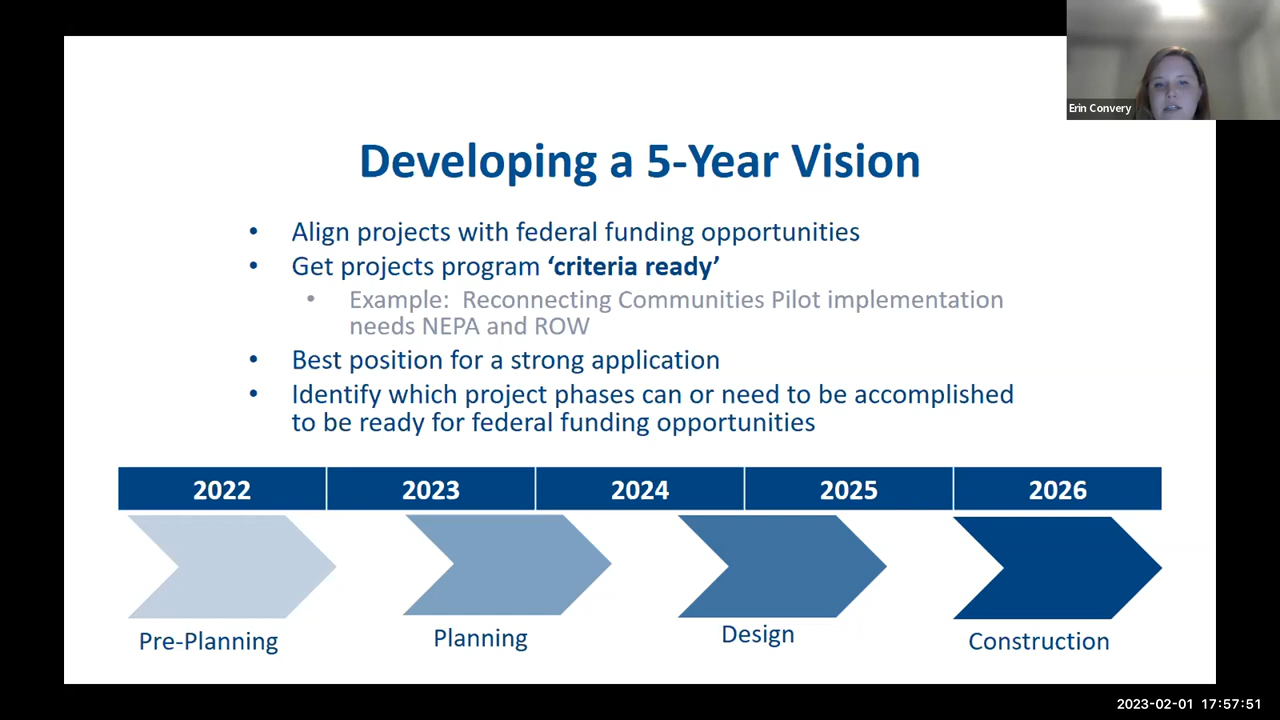 Erin Convery
Developing a 5-Year Vision
• Align projects with federal funding opportunities
• Get projects program ‘criteria ready’
• Example:  Reconnecting Communities Pilot implementation
needs NEPA and ROW
• Best position for a strong application
• Identify which project phases can or need to be accomplished
to be ready for federal funding opportunities
2022 2023 2024 2025 2026
Pre-Planning Planning Design Construction
2023-02-01 17:57:51